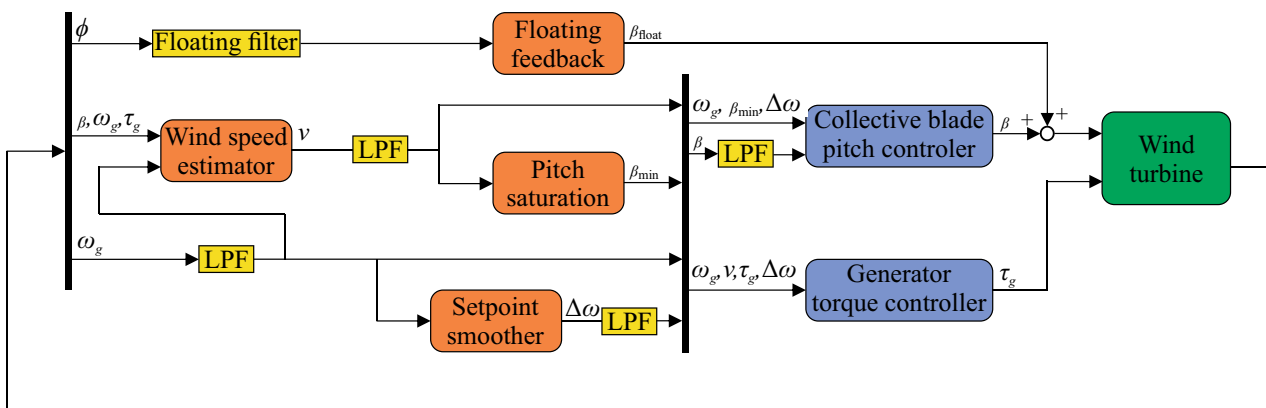 ϕ
Floating filter
Floating
feedback
β_float
β, ω_g, τ_g
Wind speed
estimator
v
LPF
Pitch
saturation
β_min
ω_g, β_min, Δω
β
LPF
Collective blade
pitch controler
β
+
+
Wind
turbine
ω_g
LPF
Setpoint
smoother
Δω
LPF
ω_g, v, τ_g, Δω
Generator
torque controller
τ_g